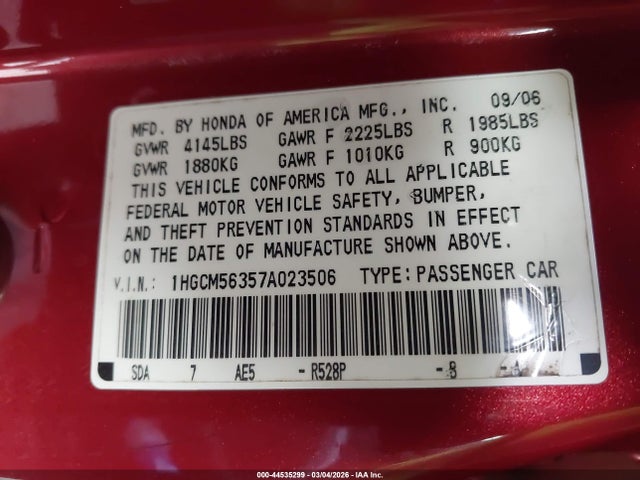 MFD. BY HONDA OF AMERICA MFG., INC. 09/06
GVWR 4145LBS GAWR F 2225LBS R 1985LBS
GVWR 1880KG GAWR F 1010KG R 900KG
THIS VEHICLE CONFORMS TO ALL APPLICABLE
FEDERAL MOTOR VEHICLE SAFETY, BUMPER,
AND THEFT PREVENTION STANDARDS IN EFFECT
ON THE DATE OF MANUFACTURE SHOWN ABOVE.
V.I.N.: 1HGCM56357A023506 TYPE: PASSENGER CAR
SDA 7 AE5 - R528P - B - A
000-44535299 - 03/04/2026 - IAA Inc.